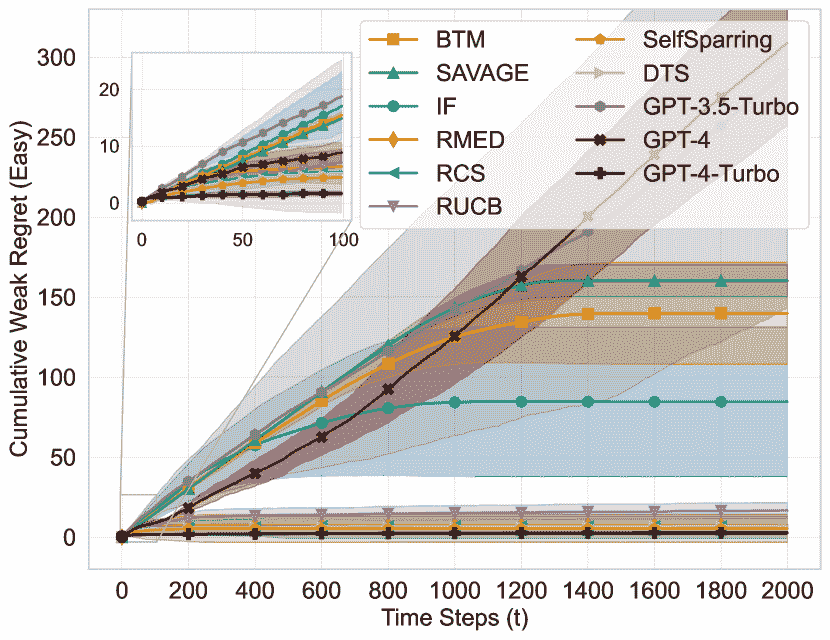 Cumulative Weak Regret (Easy)
300
250
200
150
100
50
0
20
10
0
0 50 100
BTM
SAVAGE
IF
RMED
RCS
RUCB
SelfSparring
DTS
GPT-3.5-Turbo
GPT-4
GPT-4-Turbo
0 200 400 600 800 1000 1200 1400 1600 1800 2000
Time Steps (t)